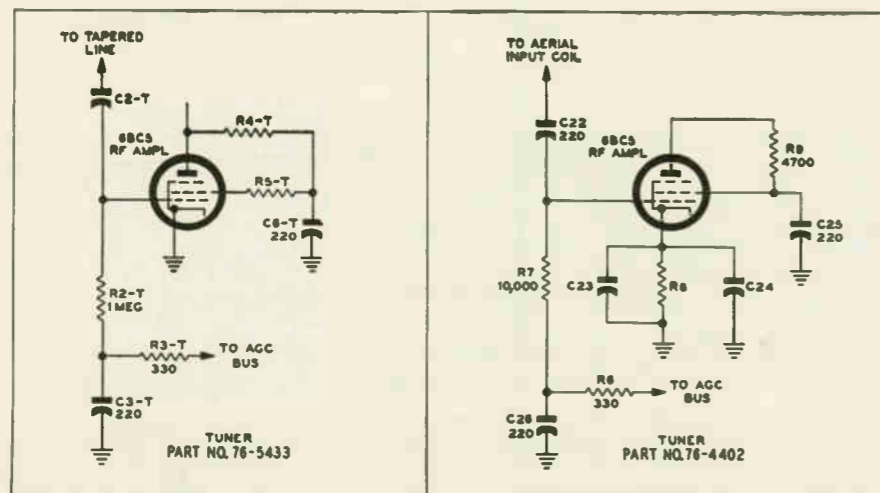 TO TAPERED
LINE
C2-T
6BC5
RF AMPL
R4-T
R5-T
C6-T
220
R2-T
1 MEG
R3-T
330
TO AGC
BUS
C3-T
220
TUNER
PART NO. 76-5433
TO AERIAL
INPUT COIL
C22
220
6BC5
RF AMPL
R9
4700
C25
220
R7
10,000
C23
R8
C24
R6
330
TO AGC
BUS
C26
220
TUNER
PART NO. 76-4402